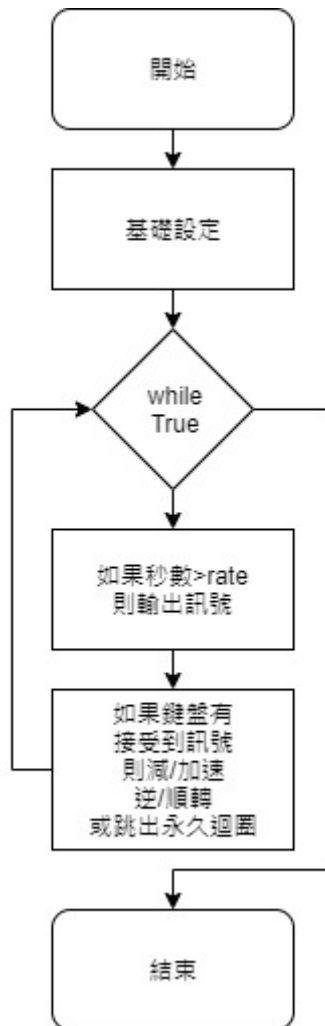 開始
基礎設定
while
True
如果秒數>rate
則輸出訊號
如果鍵盤有
接受到訊號
則減/加速
逆/順轉
或跳出永久迴圈
結束